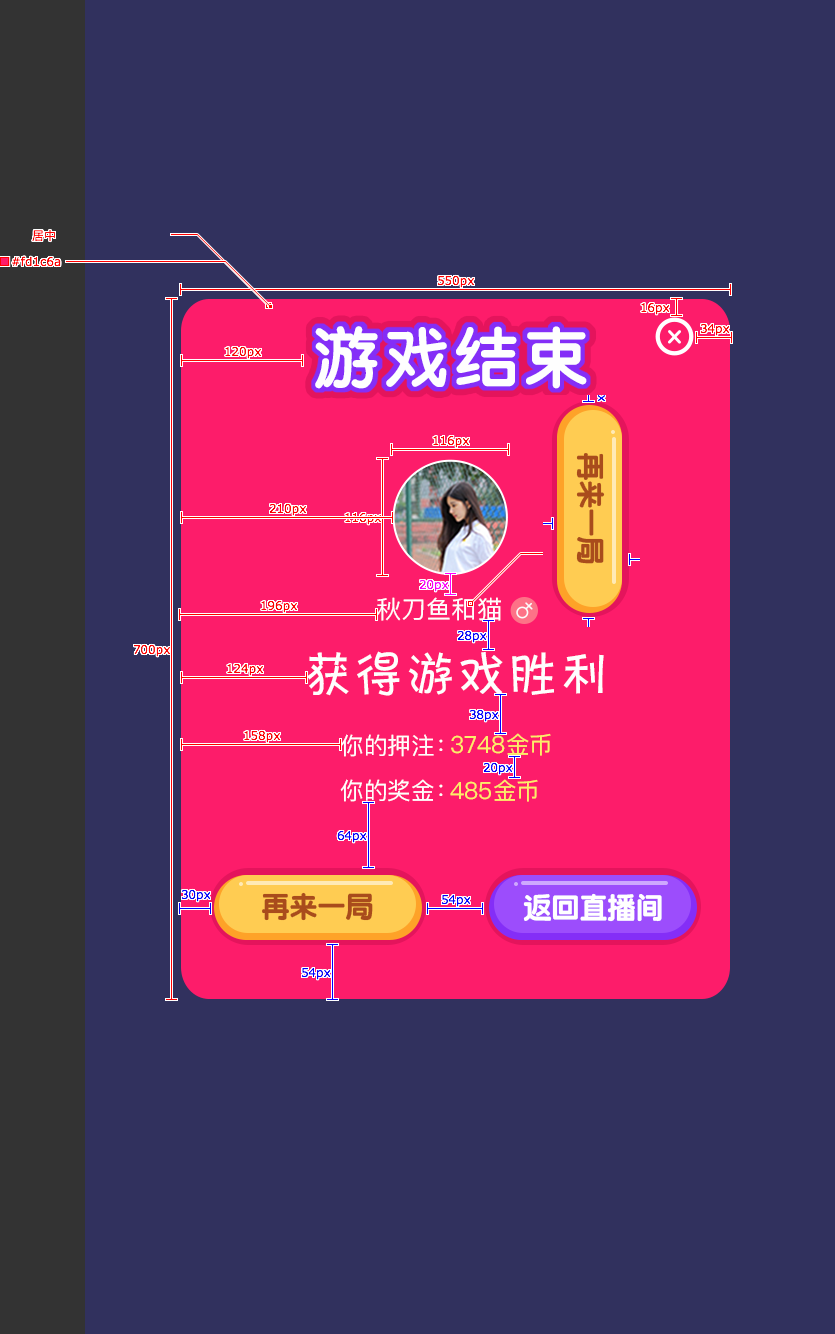 居中
#fd1c6a
550px
16px
34px
游戏结束
120px
116px
再来一局
210px
116px
20px
秋刀鱼和猫
196px
28px
700px
获得游戏胜利
124px
38px
你的押注：3748金币
158px
20px
你的奖金：485金币
64px
30px
再来一局
54px
返回直播间
54px